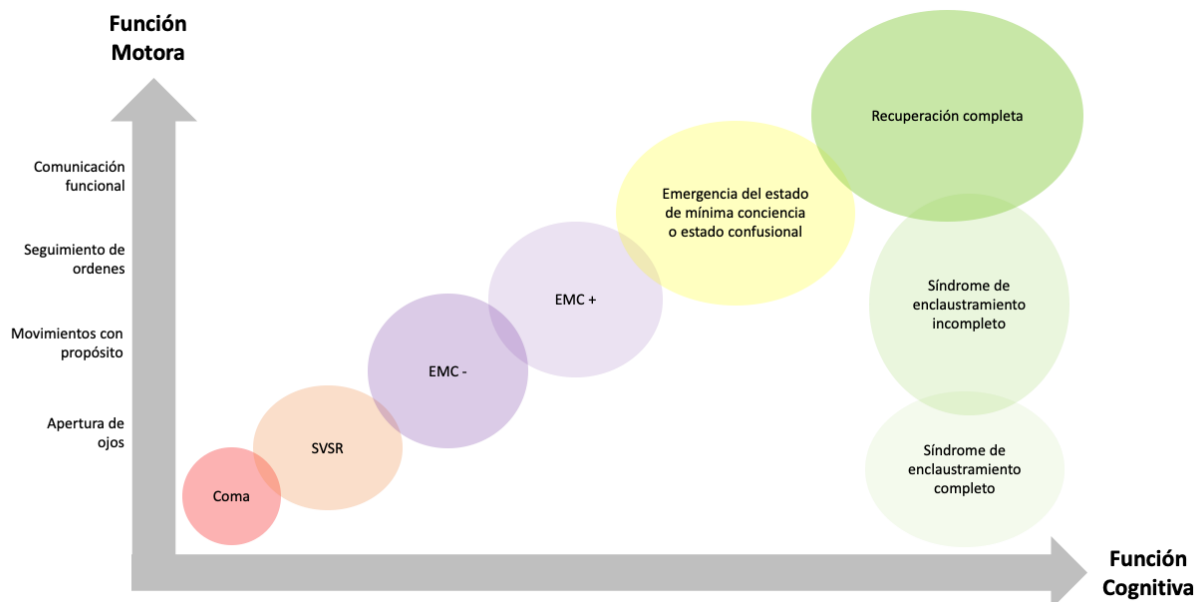 Función
Motora
Comunicación
funcional
Seguimiento de
ordenes
Movimientos con
propósito
Apertura de
ojos
Recuperación completa
Emergencia del estado
de mínima conciencia
o estado confusional
EMC +
Síndrome de
enclaustramiento
incompleto
EMC -
SVSR
Síndrome de
enclaustramiento
completo
Coma
Función
Cognitiva